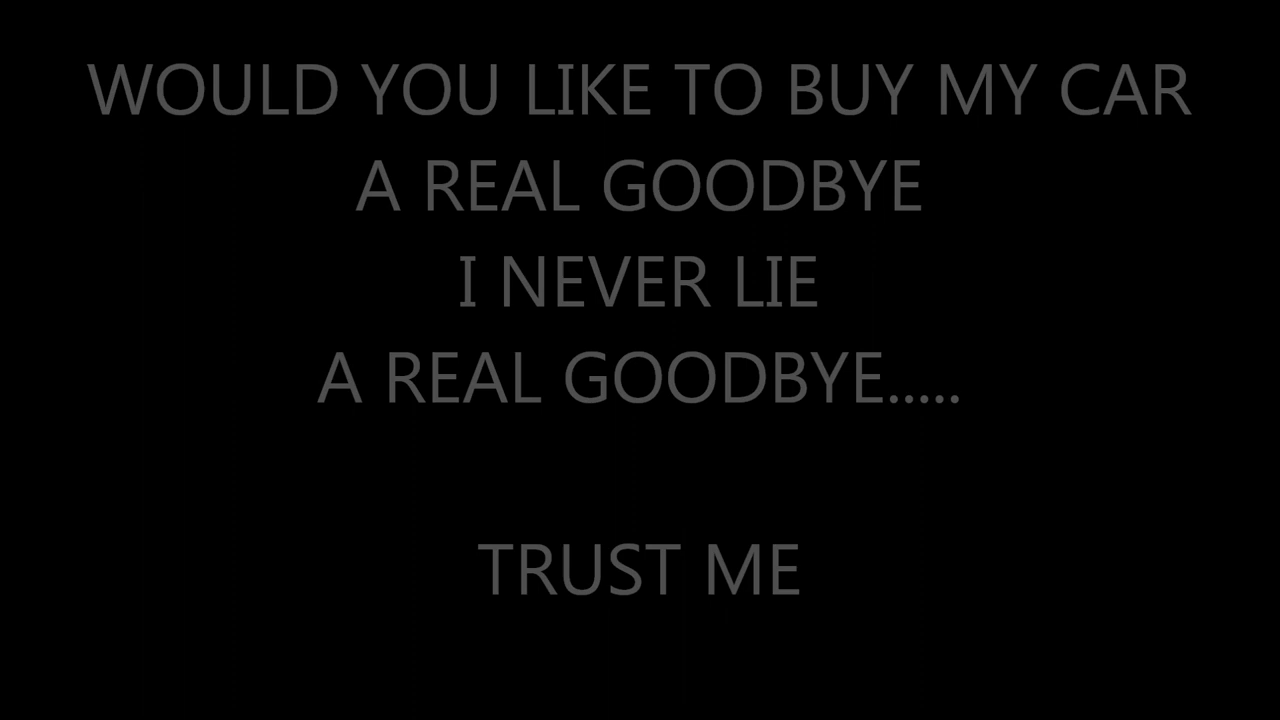 WOULD YOU LIKE TO BUY MY CAR
A REAL GOODBYE
I NEVER LIE
A REAL GOODBYE.....
TRUST ME